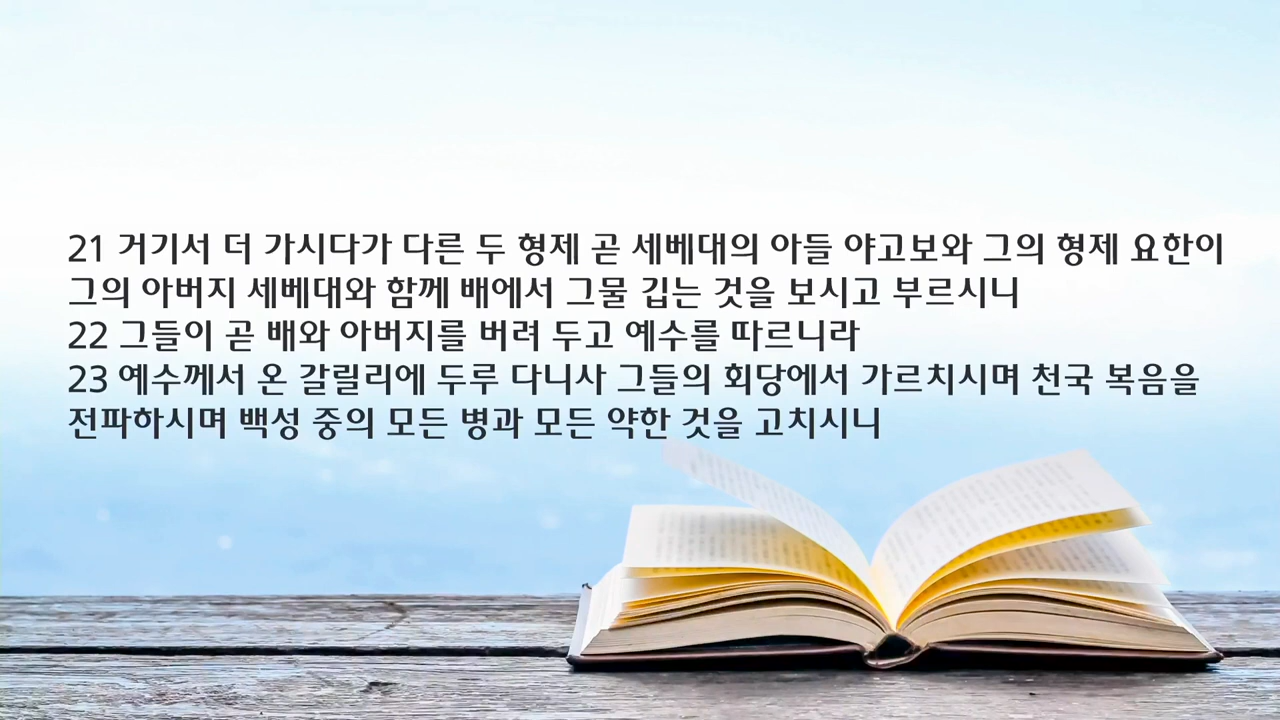 21 거기서 더 가시다가 다른 두 형제 곧 세베대의 아들 야고보와 그의 형제 요한이
그의 아버지 세베대와 함께 배에서 그물 깁는 것을 보시고 부르시니
22 그들이 곧 배와 아버지를 버려 두고 예수를 따르니라
23 예수께서 온 갈릴리에 두루 다니사 그들의 회당에서 가르치시며 천국 복음을
전파하시며 백성 중의 모든 병과 모든 약한 것을 고치시니